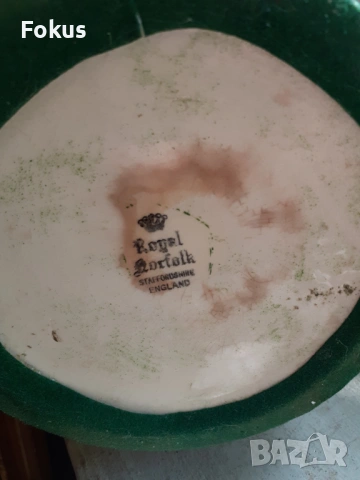 Fokus
Royal
Norfolk
STAFFORDSHIRE
ENGLAND
BAZAR